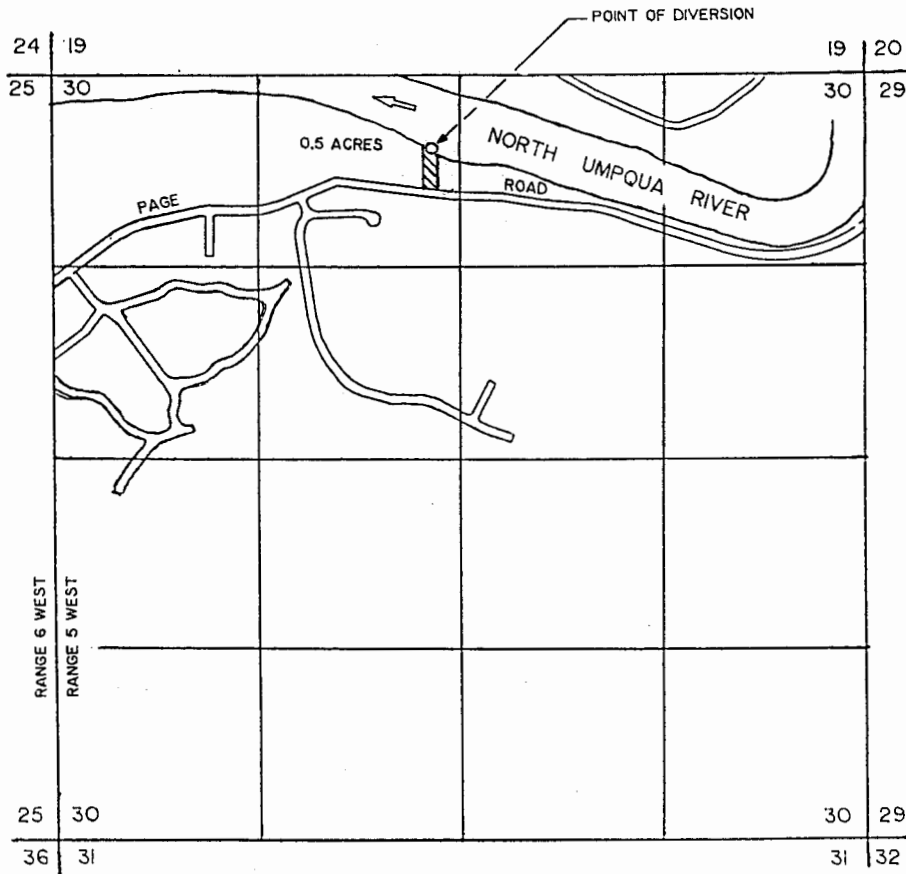 POINT OF DIVERSION
24 19 19 20
25 30 30 29
0.5 ACRES
NORTH UMPQUA RIVER
PAGE ROAD
RANGE 6 WEST
RANGE 5 WEST
25 30 30 29
36 31 31 32